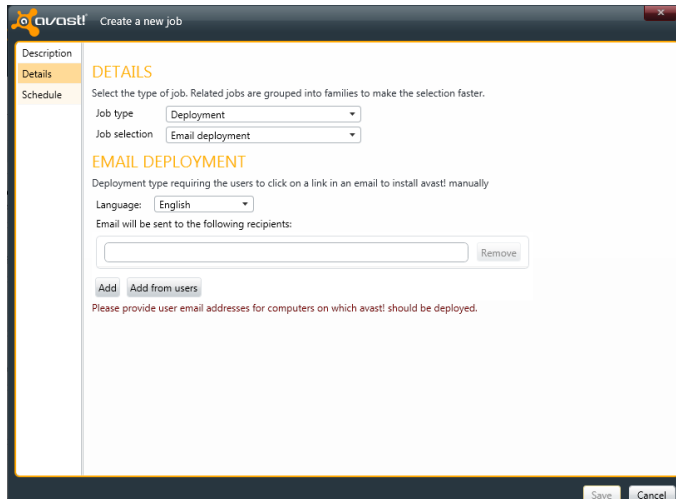 avast! Create a new job
Description
Details
Schedule
DETAILS
Select the type of job. Related jobs are grouped into families to make the selection faster.
Job type Deployment
Job selection Email deployment
EMAIL DEPLOYMENT
Deployment type requiring the users to click on a link in an email to install avast! manually
Language: English
Email will be sent to the following recipients:
Remove
Add Add from users
Please provide user email addresses for computers on which avast! should be deployed.
Save Cancel